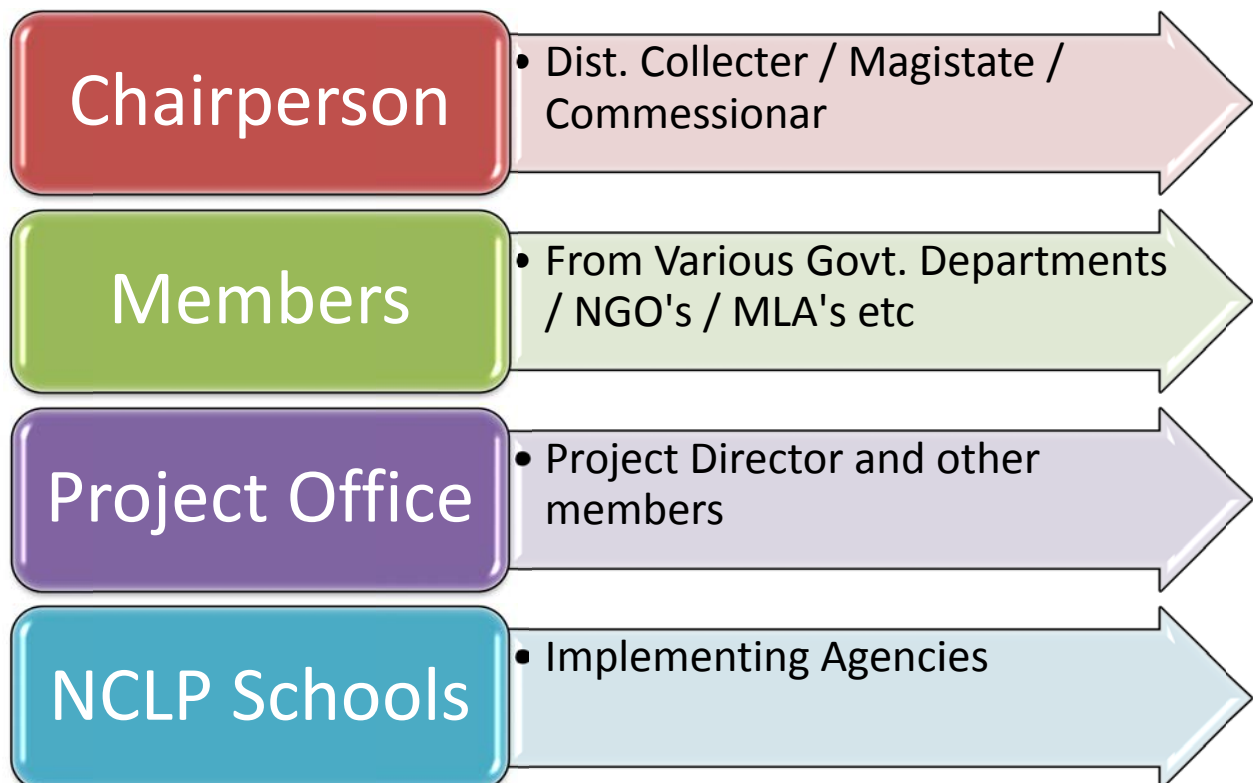 Chairperson
• Dist. Collecter / Magistate /
Commessionar
Members
• From Various Govt. Departments
/ NGO's / MLA's etc
Project Office
• Project Director and other
members
NCLP Schools
• Implementing Agencies